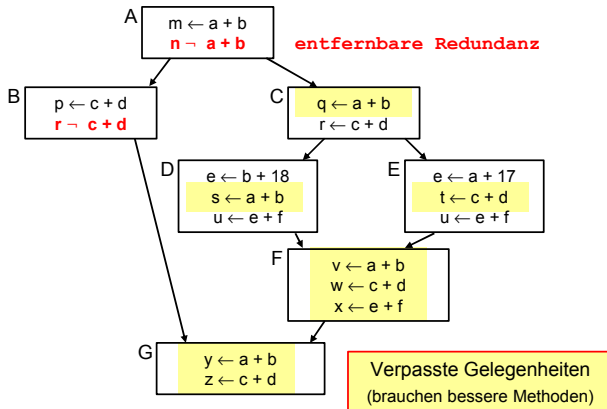 A
m ← a + b
n ¬ a + b
entfernbare Redundanz
B
p ← c + d
r ¬ c + d
C
q ← a + b
r ← c + d
D
e ← b + 18
s ← a + b
u ← e + f
E
e ← a + 17
t ← c + d
u ← e + f
F
v ← a + b
w ← c + d
x ← e + f
G
y ← a + b
z ← c + d
Verpasste Gelegenheiten
(brauchen bessere Methoden)